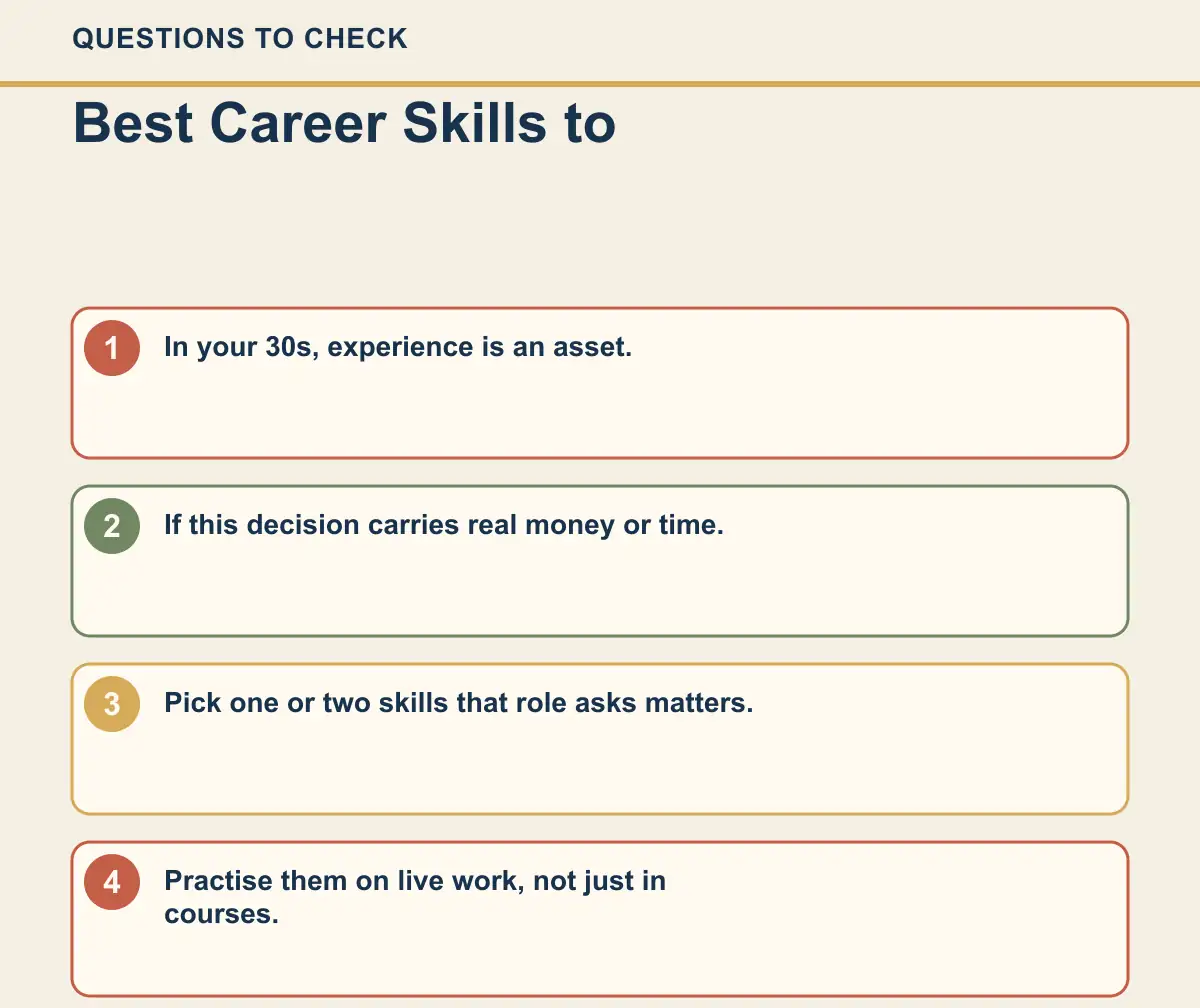 QUESTIONS TO CHECK
Best Career Skills to
1 In your 30s, experience is an asset.
2 If this decision carries real money or time.
3 Pick one or two skills that role asks matters.
4 Practise them on live work, not just in
courses.